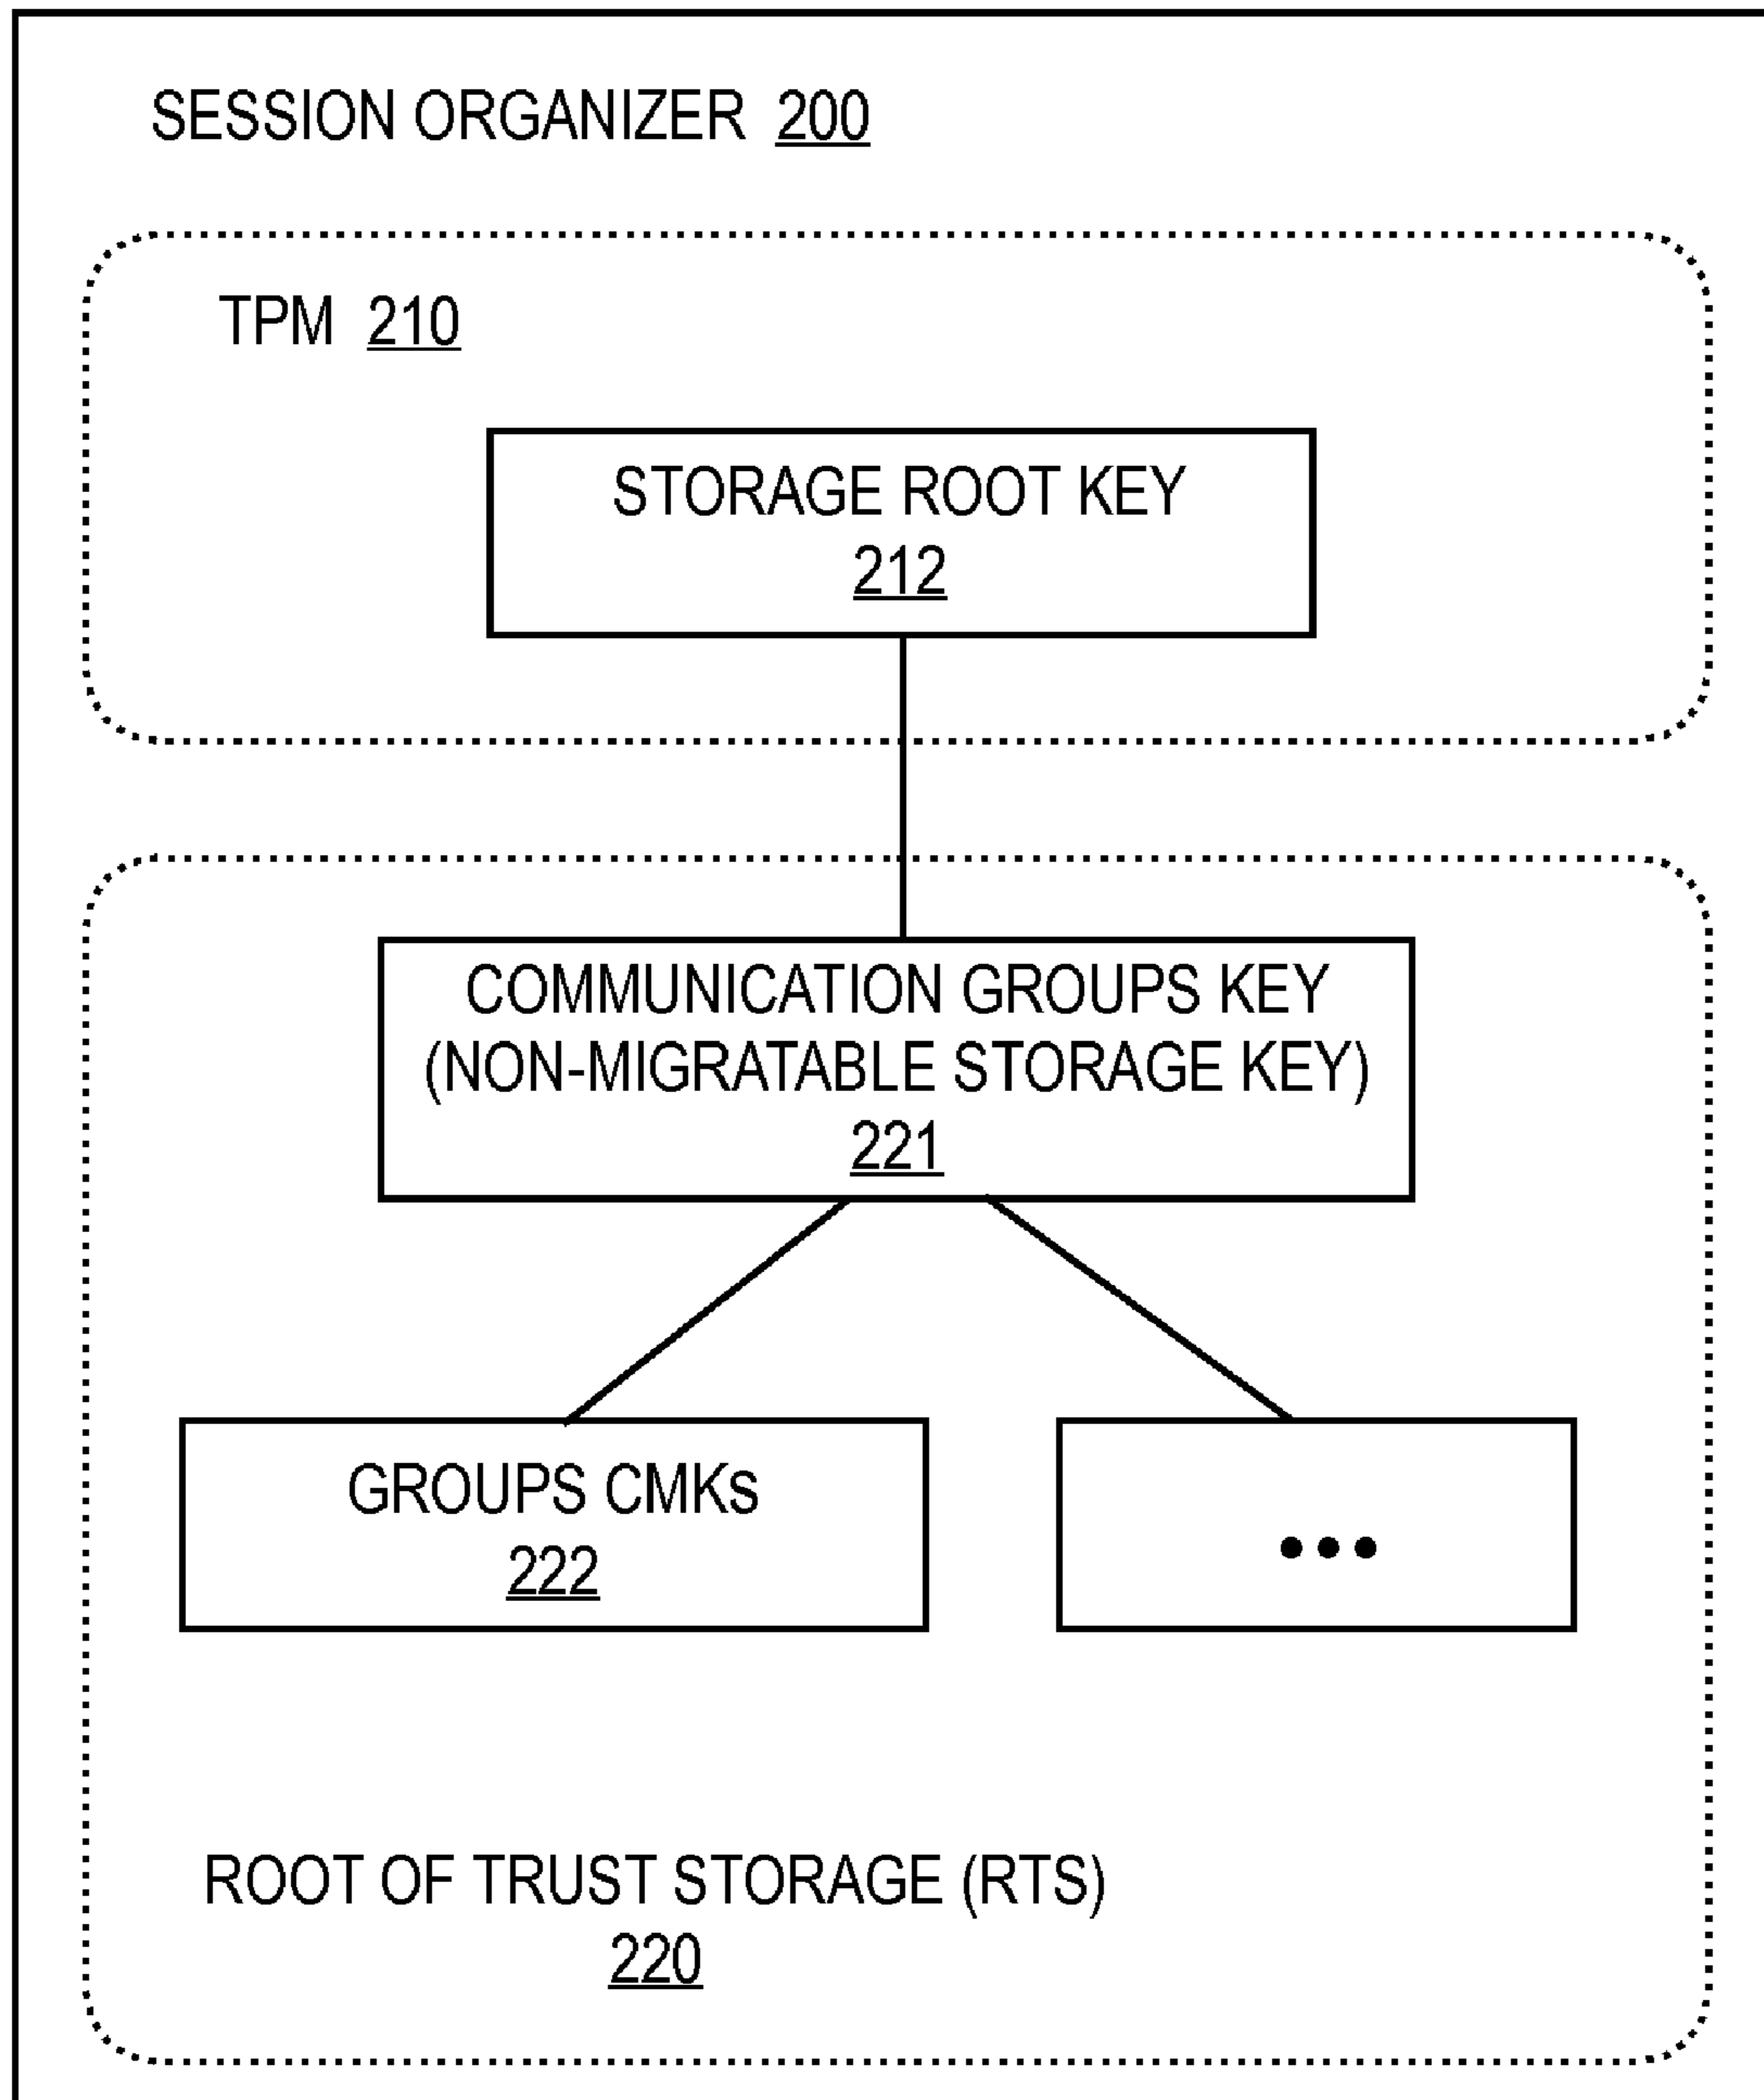 SESSION ORGANIZER 200
TPM 210
STORAGE ROOT KEY
212
COMMUNICATION GROUPS KEY
(NON-MIGRATABLE STORAGE KEY)
221
GROUPS CMKs
222
•••
ROOT OF TRUST STORAGE (RTS)
220